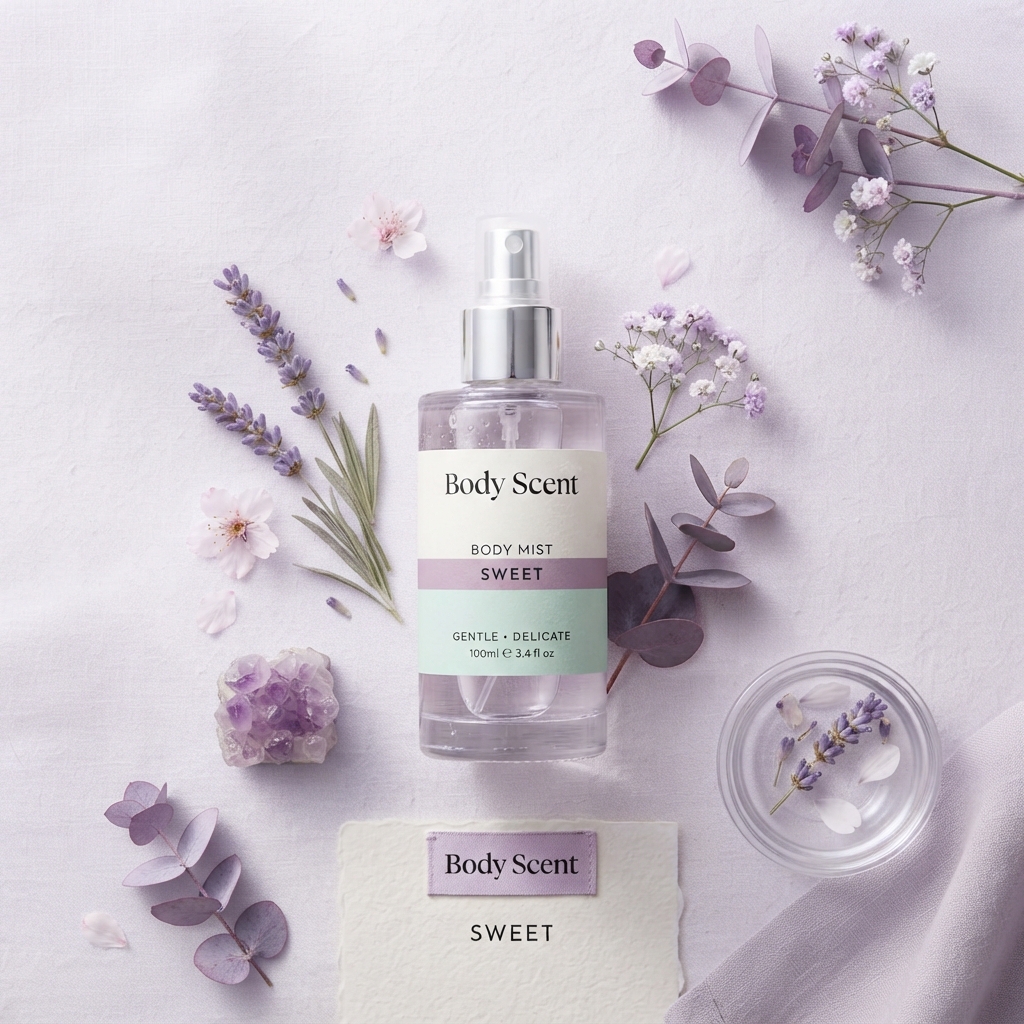 Body Scent
BODY MIST
SWEET
GENTLE • DELICATE
100ml ℮ 3.4 fl oz
Body Scent
SWEET